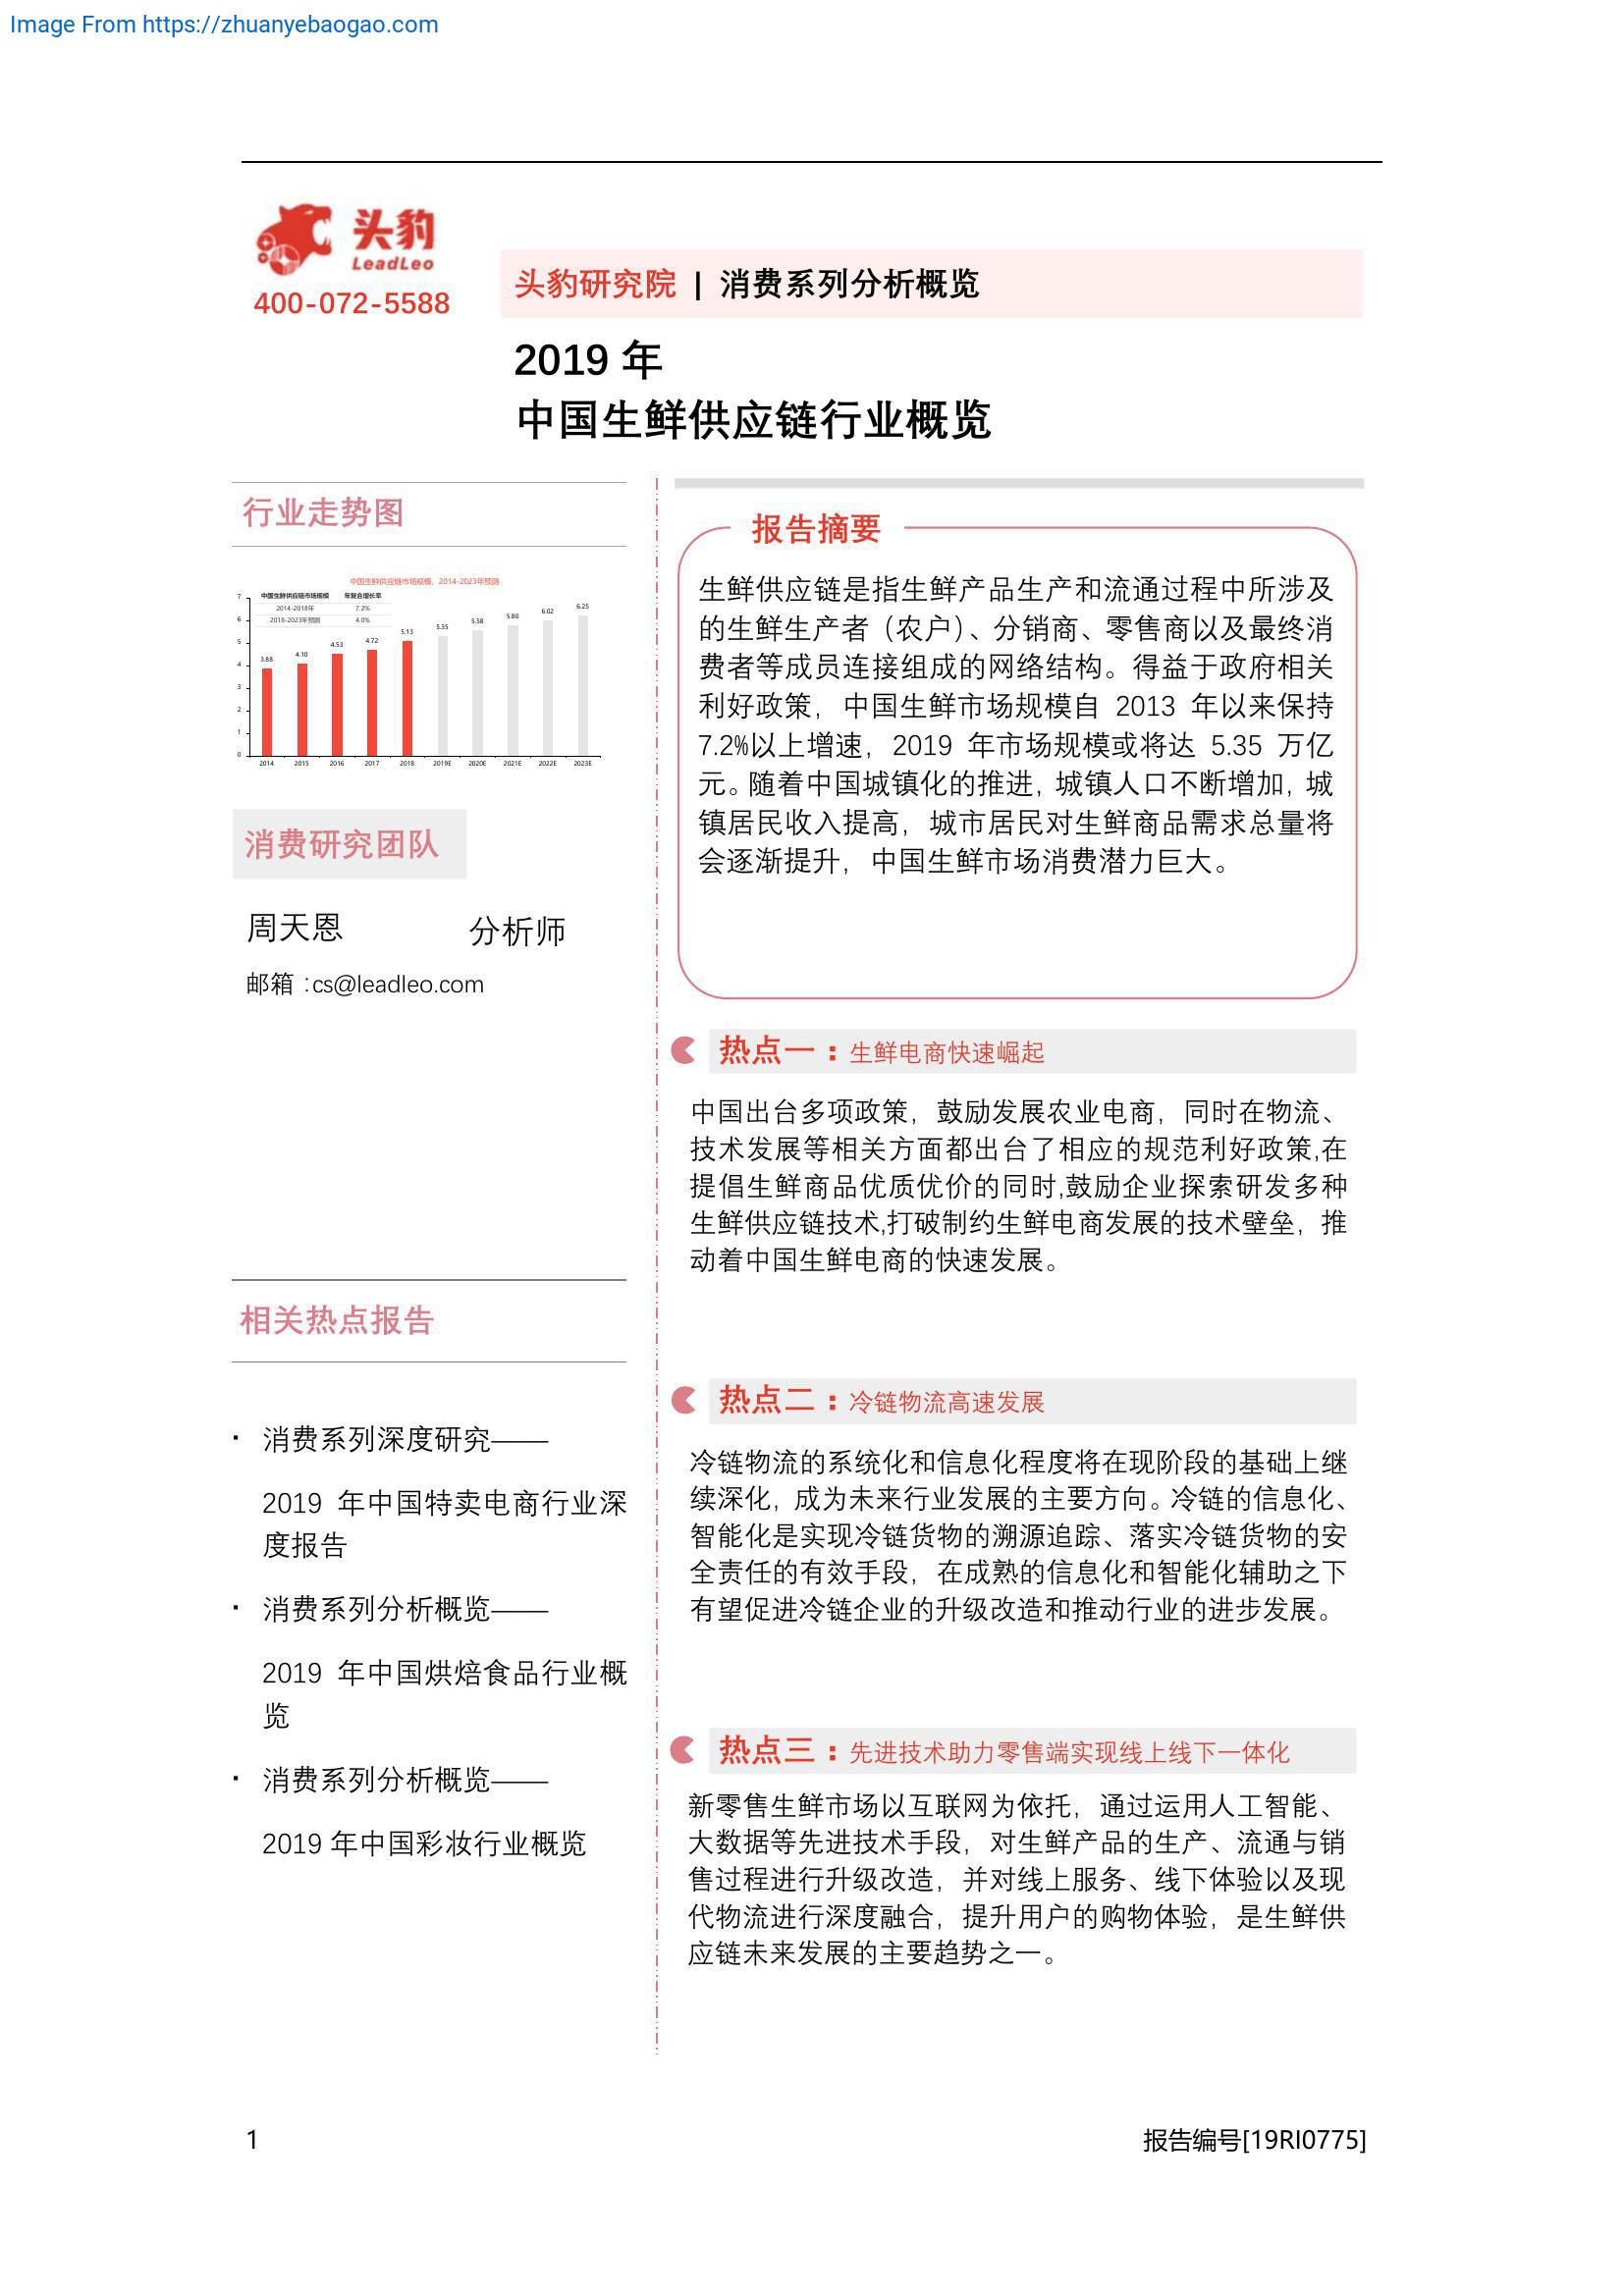 Image From https://zhuanyebaogao.com
头豹
LeadLeo
400-072-5588
头豹研究院 | 消费系列分析概览
2019 年
中国生鲜供应链行业概览
行业走势图
中国生鲜供应链市场规模，2014-2023年预测
中国生鲜供应链市场规模 年复合增长率
2014-2018年 7.2%
2018-2023年预测 4.0%
7
6
5
4
3
2
1
0
3.88 4.10 4.53 4.72 5.13 5.35 5.58 5.80 6.02 6.25
2014 2015 2016 2017 2018 2019E 2020E 2021E 2022E 2023E
消费研究团队
周天恩 分析师
邮箱：cs@leadleo.com
相关热点报告
· 消费系列深度研究——
2019 年中国特卖电商行业深
度报告
· 消费系列分析概览——
2019 年中国烘焙食品行业概
览
· 消费系列分析概览——
2019 年中国彩妆行业概览
报告摘要
生鲜供应链是指生鲜产品生产和流通过程中所涉及
的生鲜生产者（农户）、分销商、零售商以及最终消
费者等成员连接组成的网络结构。得益于政府相关
利好政策，中国生鲜市场规模自 2013 年以来保持
7.2%以上增速，2019 年市场规模或将达 5.35 万亿
元。随着中国城镇化的推进，城镇人口不断增加，城
镇居民收入提高，城市居民对生鲜商品需求总量将
会逐渐提升，中国生鲜市场消费潜力巨大。
热点一：生鲜电商快速崛起
中国出台多项政策，鼓励发展农业电商，同时在物流、
技术发展等相关方面都出台了相应的规范利好政策,在
提倡生鲜商品优质优价的同时,鼓励企业探索研发多种
生鲜供应链技术,打破制约生鲜电商发展的技术壁垒，推
动着中国生鲜电商的快速发展。
热点二：冷链物流高速发展
冷链物流的系统化和信息化程度将在现阶段的基础上继
续深化，成为未来行业发展的主要方向。冷链的信息化、
智能化是实现冷链货物的溯源追踪、落实冷链货物的安
全责任的有效手段，在成熟的信息化和智能化辅助之下
有望促进冷链企业的升级改造和推动行业的进步发展。
热点三：先进技术助力零售端实现线上线下一体化
新零售生鲜市场以互联网为依托，通过运用人工智能、
大数据等先进技术手段，对生鲜产品的生产、流通与销
售过程进行升级改造，并对线上服务、线下体验以及现
代物流进行深度融合，提升用户的购物体验，是生鲜供
应链未来发展的主要趋势之一。
1
报告编号[19RI0775]